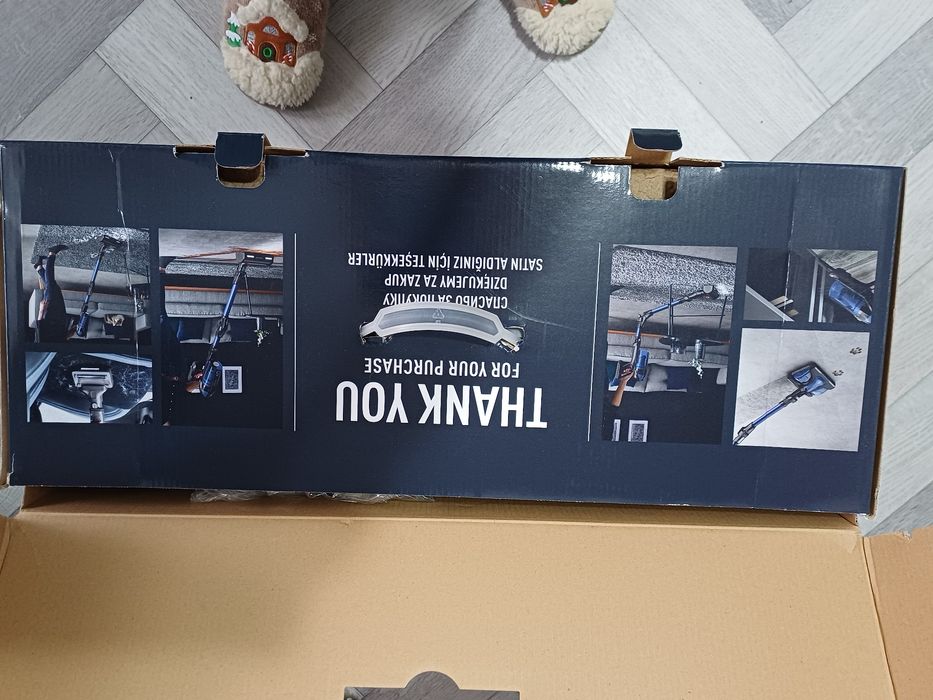 THANK YOU
FOR YOUR PURCHASE
СПАСИБО ЗА ПОКУПКУ
DZIĘKUJEMY ZA ZAKUP
SATIN ALDIĞINIZ İÇİN TEŞEKKÜRLER